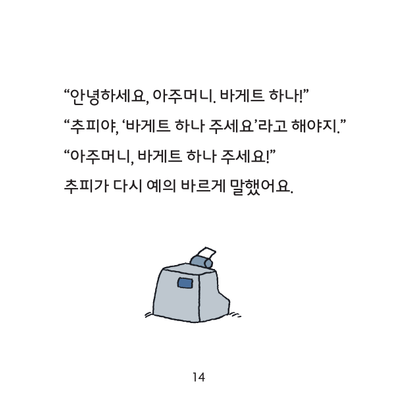 “안녕하세요, 아주머니. 바게트 하나!”
“추피야, ‘바게트 하나 주세요’라고 해야지.”
“아주머니, 바게트 하나 주세요!”
추피가 다시 예의 바르게 말했어요.
14